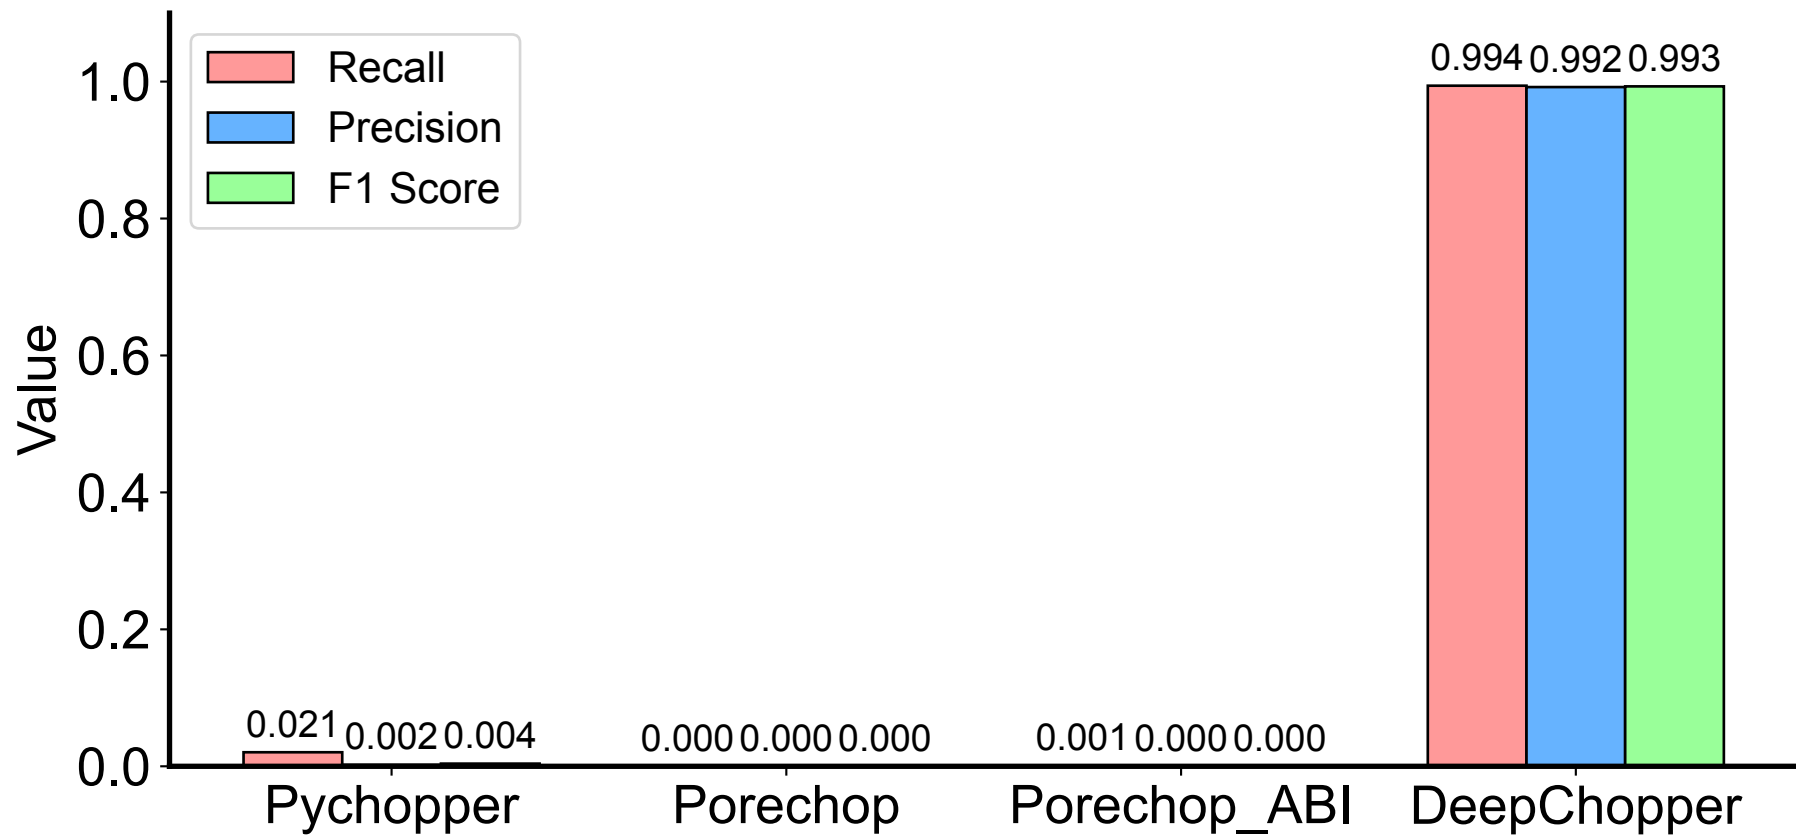 Value
1.0
0.8
0.6
0.4
0.2
0.0
Recall
Precision
F1 Score
0.021 0.002 0.004
0.000 0.000 0.000
0.001 0.000 0.000
0.994 0.992 0.993
Pychopper Porechop Porechop_ABI DeepChopper